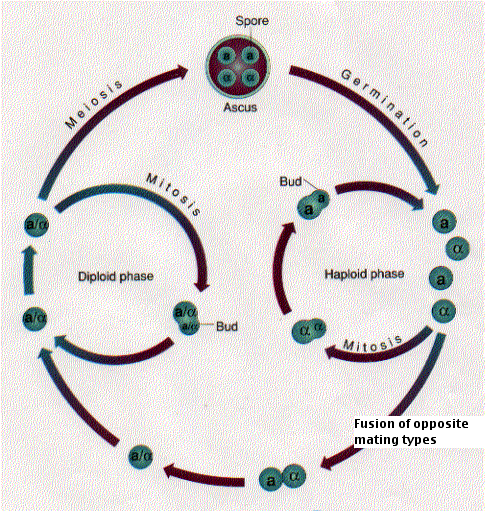 Spore
a a
α α
Ascus
Meiosis
Germination
Mitosis
Bud
a
a
a/α
a
α
Diploid phase
Haploid phase
a
a/α
a/α
a/α
Bud
α α
α
Mitosis
Fusion of opposite
mating types
a/α
a α